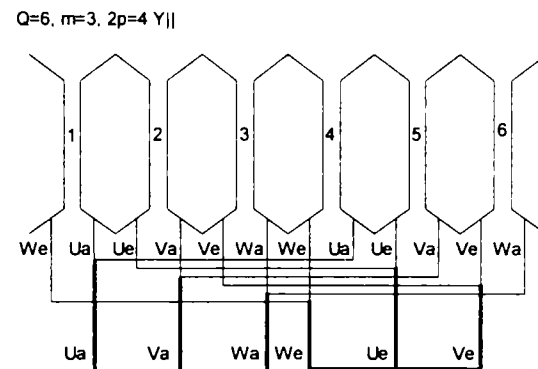 Q=6, m=3, 2p=4 Y||
1 2 3 4 5 6
We Ua Ue Va Ve Wa We Ua Ue Va Ve Wa
Ua Va Wa We Ue Ve